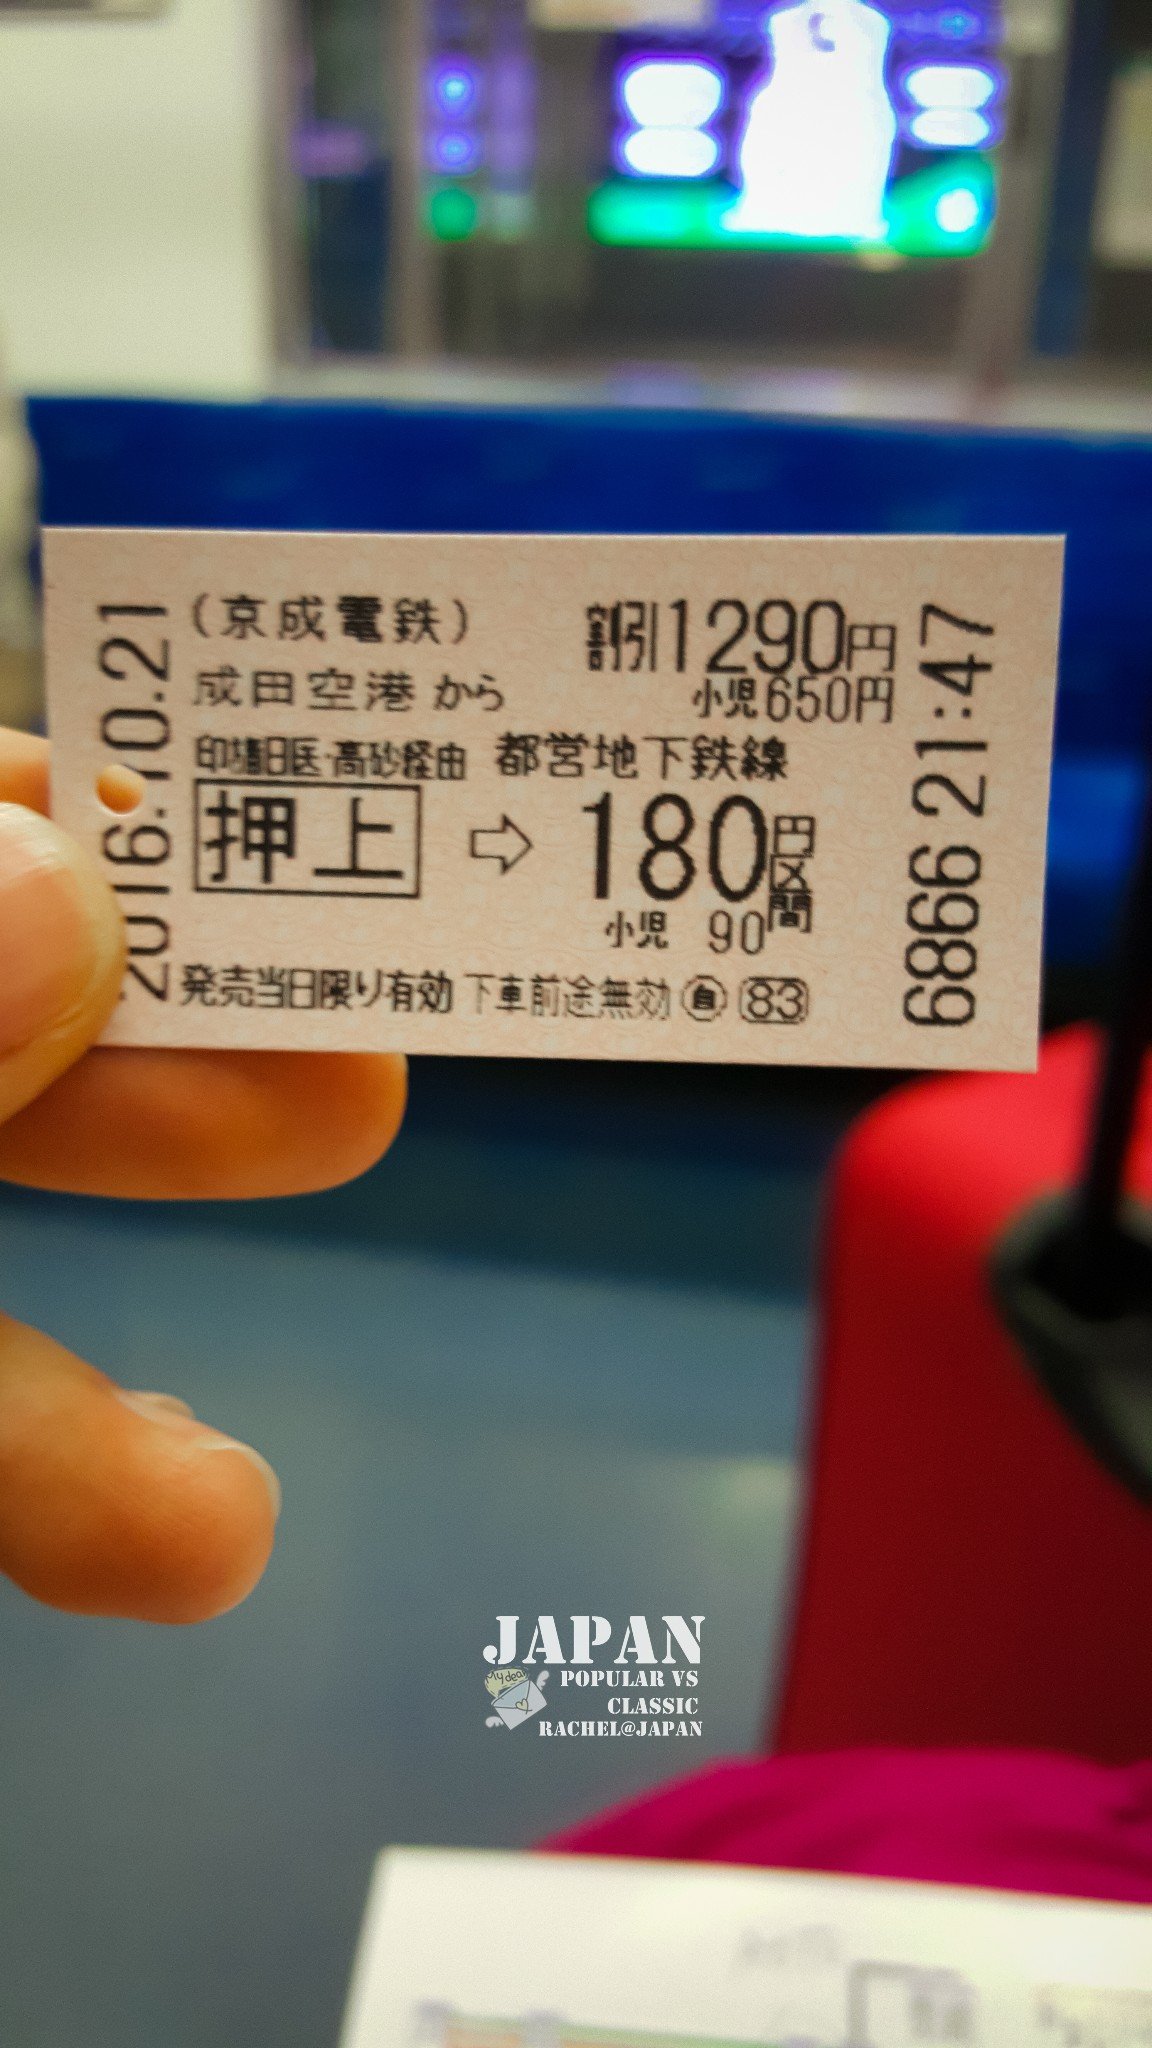 (京成電鉄)
割引1290円
成田空港から
小児650円
印旛日医・高砂経由 都営地下鉄線
押上 ⇨ 180円区間
小児 90
発売当日限り有効 下車前途無効 自 83
2016.10.21
6866 21:47
JAPAN
My dear
POPULAR VS
CLASSIC
RACHEL@JAPAN